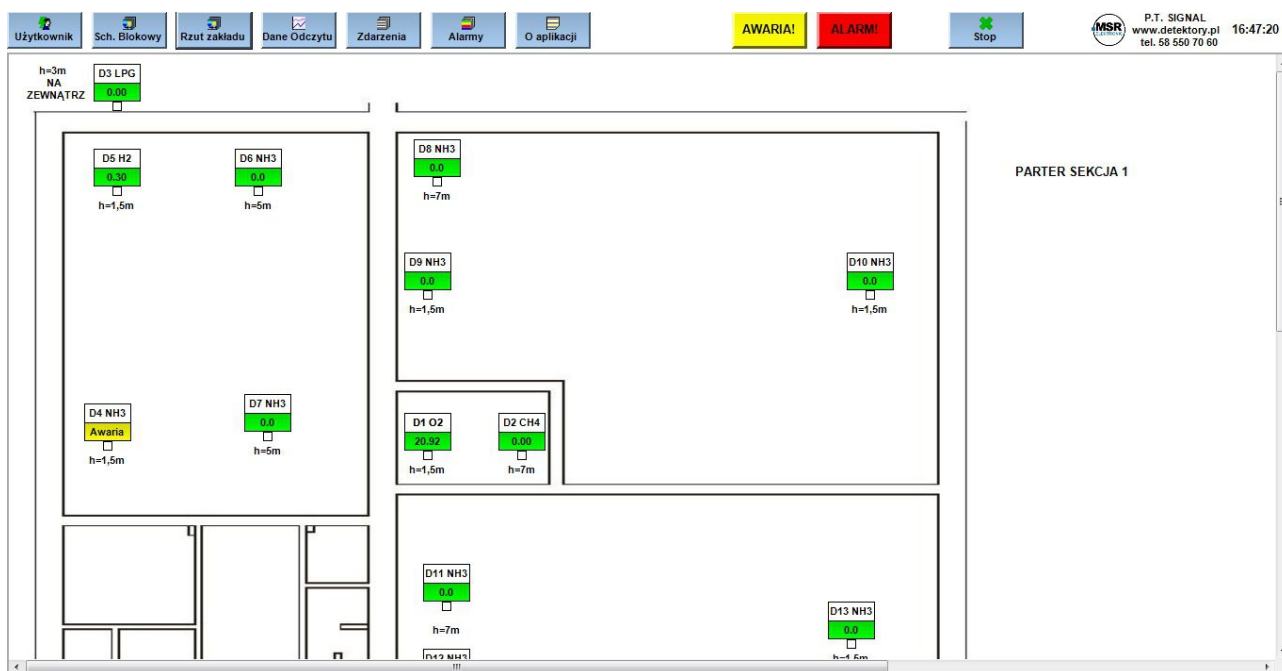 Użytkownik
Sch. Blokowy
Rzut zakładu
Dane Odczytu
Zdarzenia
Alarmy
O aplikacji
AWARIA!
ALARM!
Stop
MSR
P.T. SIGNAL
www.detektory.pl
tel. 58 550 70 60
16:47:20
h=3m
NA
ZEWNĄTRZ
D3 LPG
0.00
D5 H2
0.30
h=1,5m
D6 NH3
0.0
h=5m
D8 NH3
0.0
h=7m
PARTER SEKCJA 1
D9 NH3
0.0
h=1,5m
D10 NH3
0.0
h=1,5m
D4 NH3
Awaria
h=1,5m
D7 NH3
0.0
h=5m
D1 O2
20.92
h=1,5m
D2 CH4
0.00
h=7m
D11 NH3
0.0
h=7m
D13 NH3
0.0
h=1,5m
D12 NH3